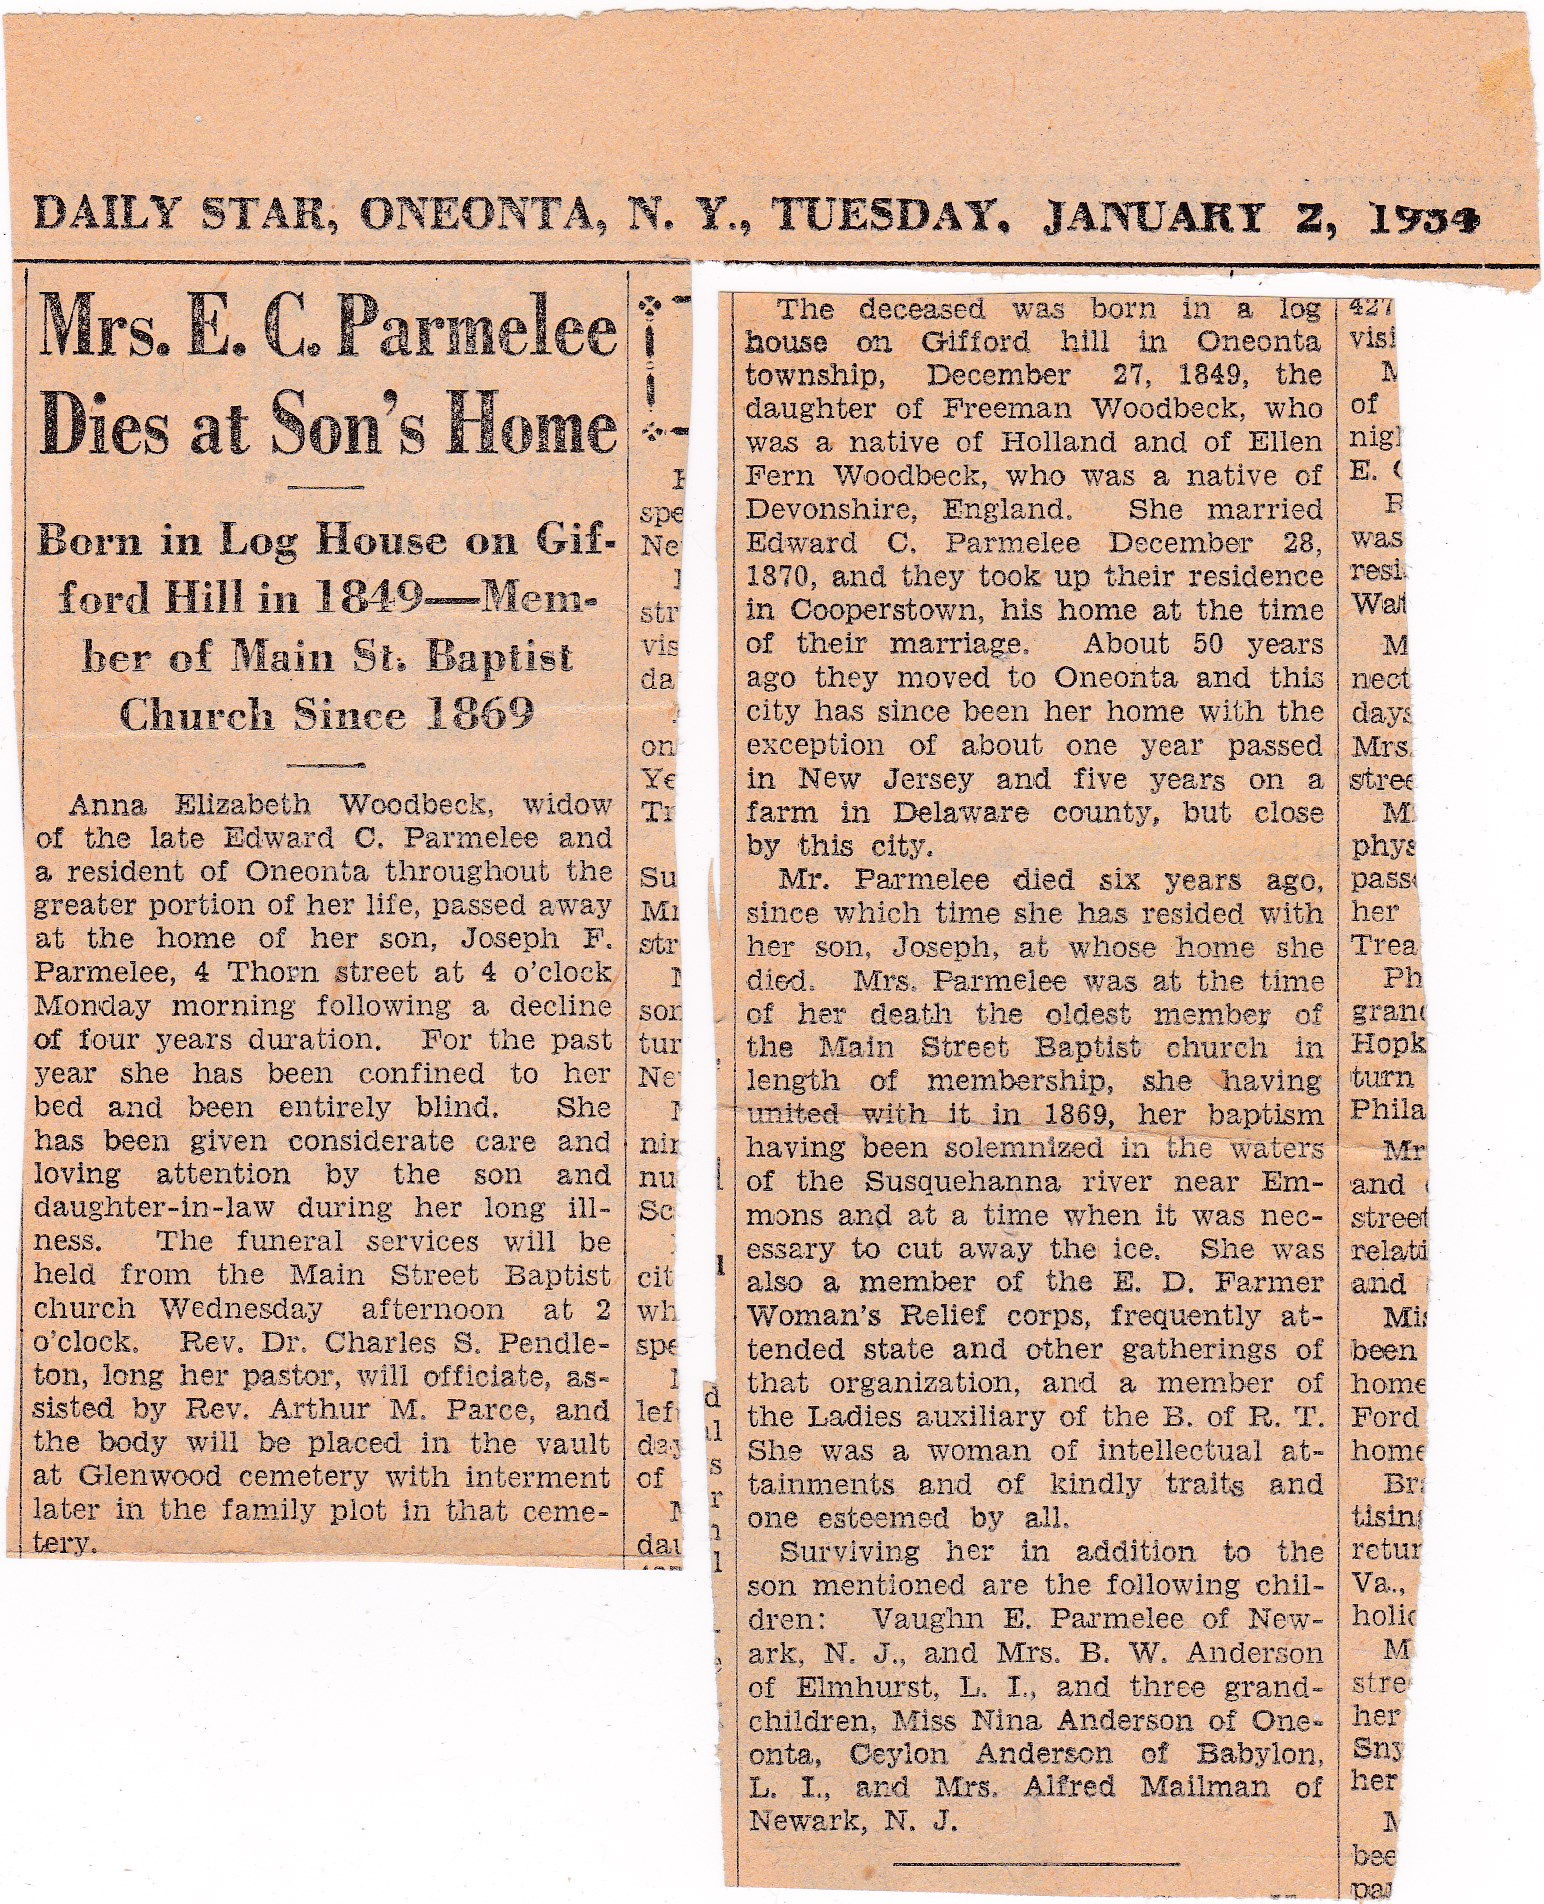 DAILY STAR, ONEONTA, N. Y., TUESDAY, JANUARY 2, 1934
Mrs. E. C. Parmelee
Dies at Son's Home
Born in Log House on Gif-
ford Hill in 1849—Mem-
ber of Main St. Baptist
Church Since 1869
Anna Elizabeth Woodbeck, widow
of the late Edward C. Parmelee and
a resident of Oneonta throughout the
greater portion of her life, passed away
at the home of her son, Joseph F.
Parmelee, 4 Thorn street at 4 o'clock
Monday morning following a decline
of four years duration. For the past
year she has been confined to her
bed and been entirely blind. She
has been given considerate care and
loving attention by the son and
daughter-in-law during her long ill-
ness. The funeral services will be
held from the Main Street Baptist
church Wednesday afternoon at 2
o'clock. Rev. Dr. Charles S. Pendle-
ton, long her pastor, will officiate, as-
sisted by Rev. Arthur M. Parce, and
the body will be placed in the vault
at Glenwood cemetery with interment
later in the family plot in that ceme-
tery.
The deceased was born in a log
house on Gifford hill in Oneonta
township, December 27, 1849, the
daughter of Freeman Woodbeck, who
was a native of Holland and of Ellen
Fern Woodbeck, who was a native of
Devonshire, England. She married
Edward C. Parmelee December 28,
1870, and they took up their residence
in Cooperstown, his home at the time
of their marriage. About 50 years
ago they moved to Oneonta and this
city has since been her home with the
exception of about one year passed
in New Jersey and five years on a
farm in Delaware county, but close
by this city.
Mr. Parmelee died six years ago,
since which time she has resided with
her son, Joseph, at whose home she
died. Mrs. Parmelee was at the time
of her death the oldest member of
the Main Street Baptist church in
length of membership, she having
united with it in 1869, her baptism
having been solemnized in the waters
of the Susquehanna river near Em-
mons and at a time when it was nec-
essary to cut away the ice. She was
also a member of the E. D. Farmer
Woman's Relief corps, frequently at-
tended state and other gatherings of
that organization, and a member of
the Ladies auxiliary of the B. of R. T.
She was a woman of intellectual at-
tainments and of kindly traits and
one esteemed by all.
Surviving her in addition to the
son mentioned are the following chil-
dren: Vaughn E. Parmelee of New-
ark, N. J., and Mrs. B. W. Anderson
of Elmhurst, L. I., and three grand-
children, Miss Nina Anderson of One-
onta, Ceylon Anderson of Babylon,
L. I., and Mrs. Alfred Mailman of
Newark, N. J.